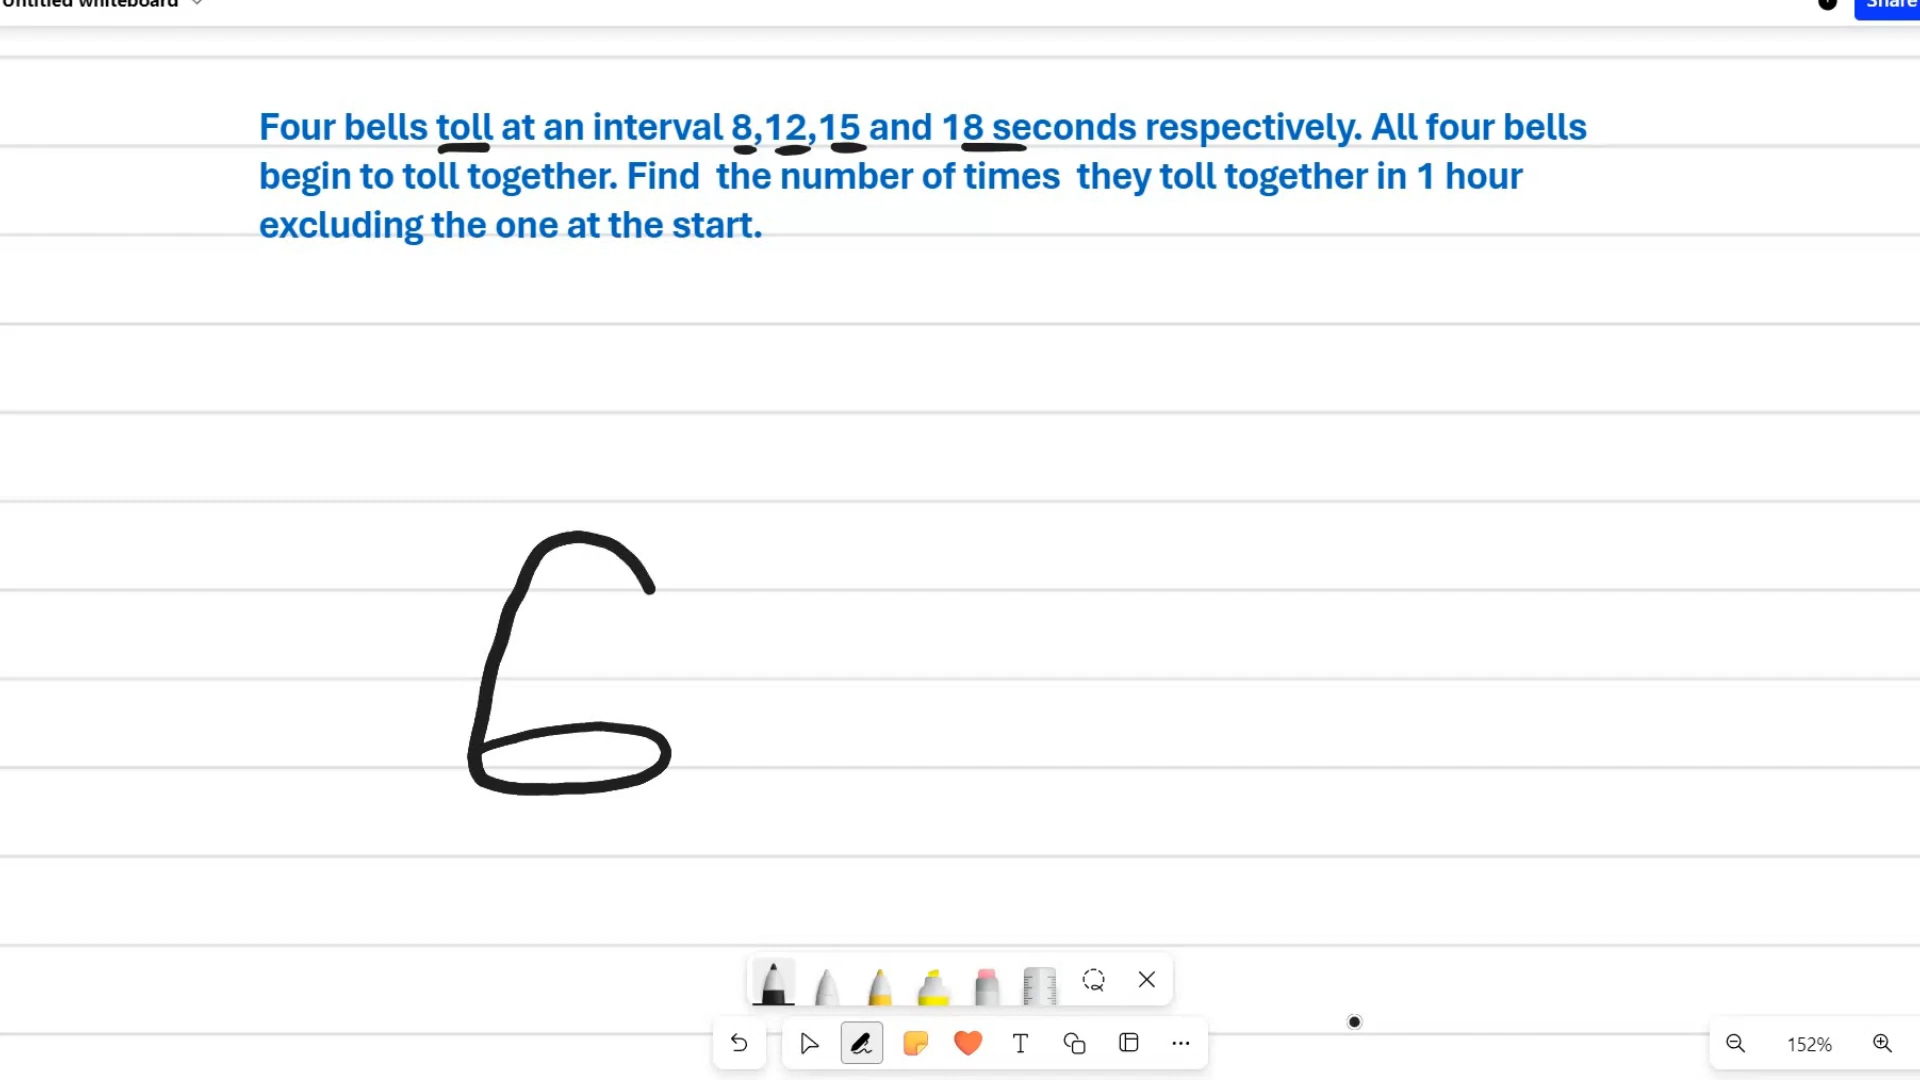 Untitled whiteboard
Share
Four bells toll at an interval 8,12,15 and 18 seconds respectively. All four bells
begin to toll together. Find the number of times they toll together in 1 hour
excluding the one at the start.
152%